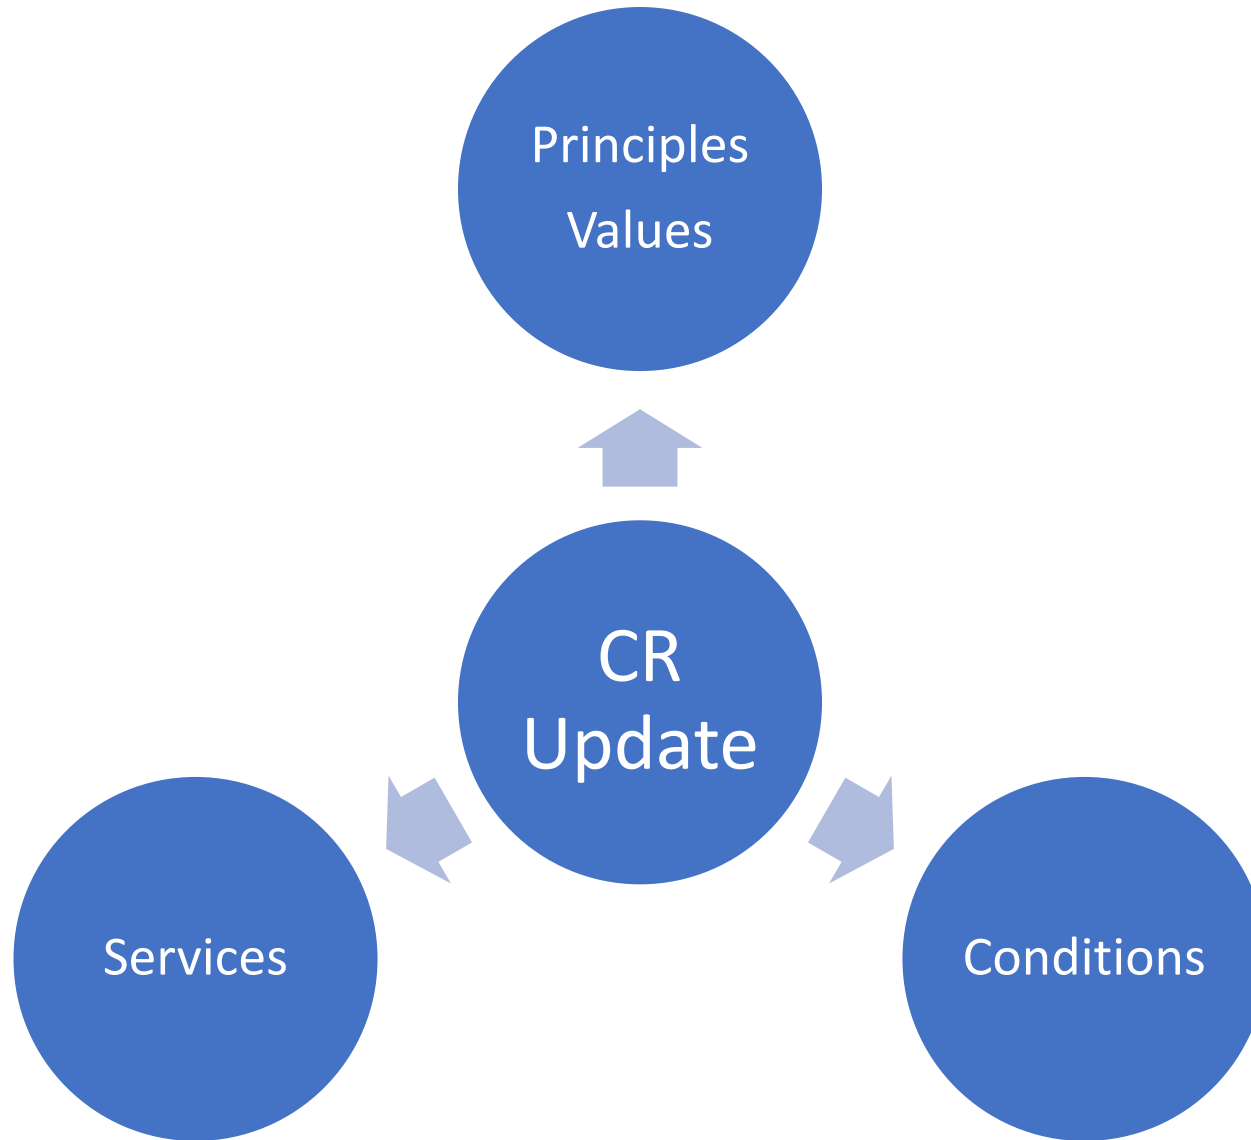 Principles
Values
CR
Update
Services
Conditions